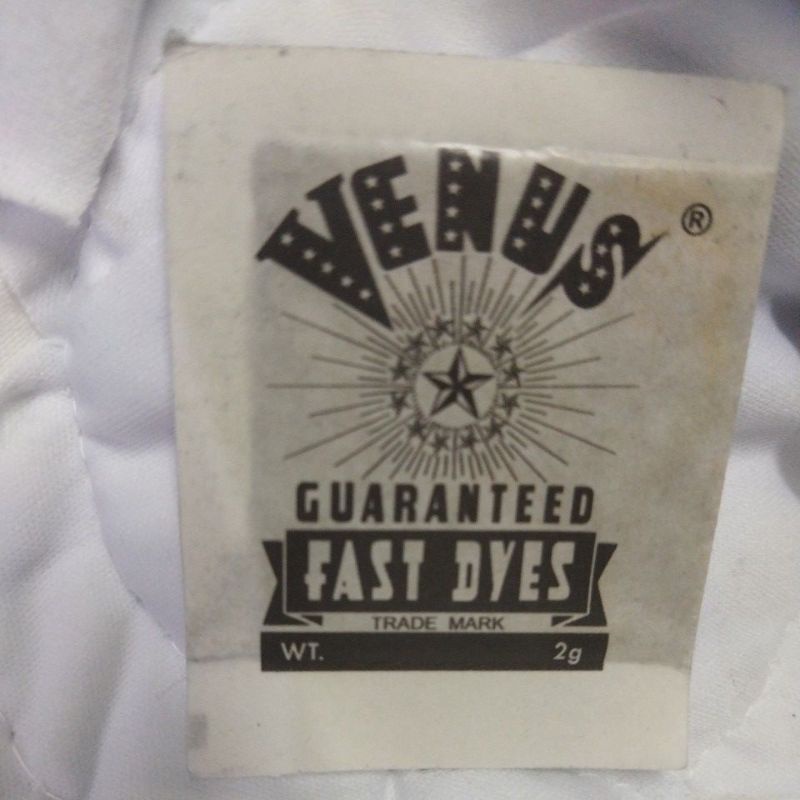 VENUS ®
GUARANTEED
FAST DYES
TRADE MARK
WT. 2g